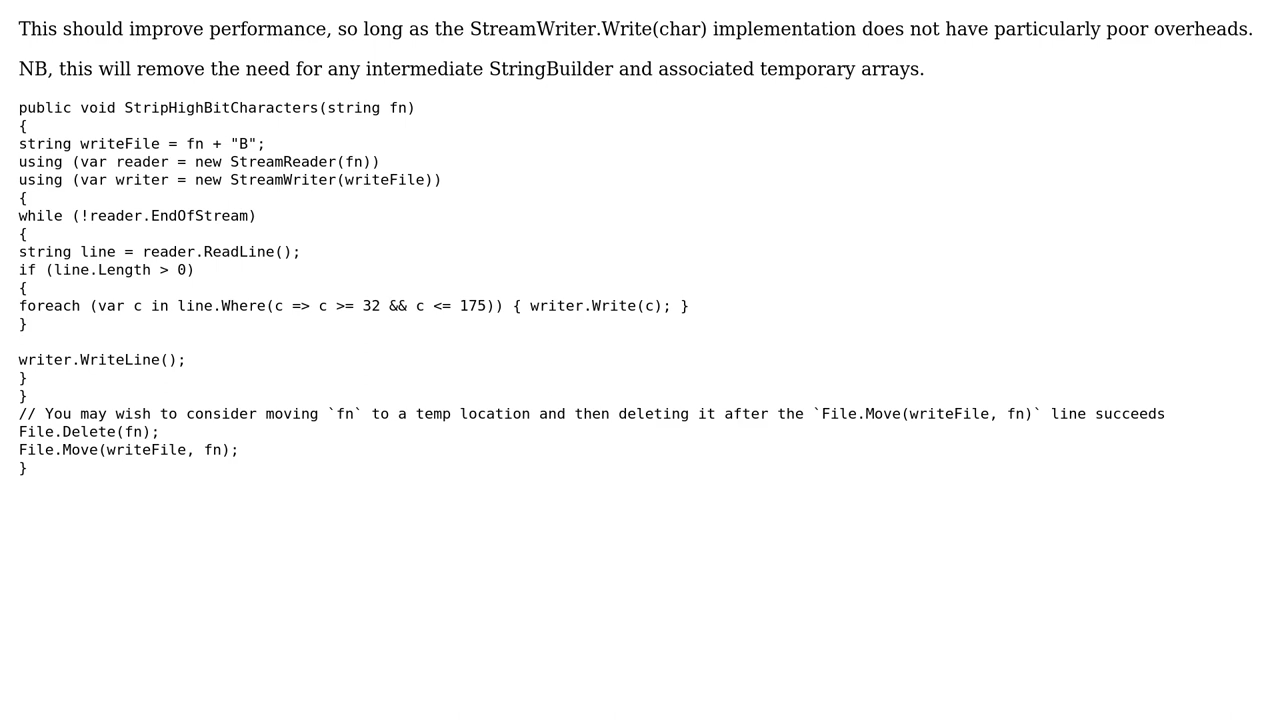 This should improve performance, so long as the StreamWriter.Write(char) implementation does not have particularly poor overheads.
NB, this will remove the need for any intermediate StringBuilder and associated temporary arrays.
public void StripHighBitCharacters(string fn)
{
string writeFile = fn + "B";
using (var reader = new StreamReader(fn))
using (var writer = new StreamWriter(writeFile))
{
while (!reader.EndOfStream)
{
string line = reader.ReadLine();
if (line.Length > 0)
{
foreach (var c in line.Where(c => c >= 32 && c <= 175)) { writer.Write(c); }
}
writer.WriteLine();
}
}
// You may wish to consider moving `fn` to a temp location and then deleting it after the `File.Move(writeFile, fn)` line succeeds
File.Delete(fn);
File.Move(writeFile, fn);
}